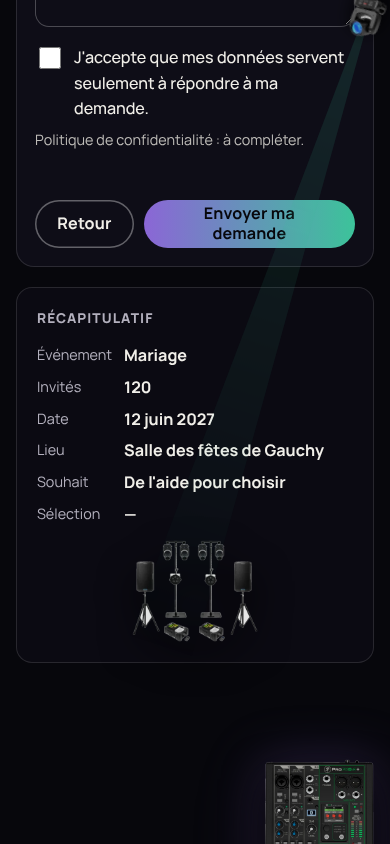 J'accepte que mes données servent
seulement à répondre à ma
demande.
Politique de confidentialité : à compléter.
Retour
Envoyer ma
demande
RÉCAPITULATIF
Événement Mariage
Invités 120
Date 12 juin 2027
Lieu Salle des fêtes de Gauchy
Souhait De l'aide pour choisir
Sélection —